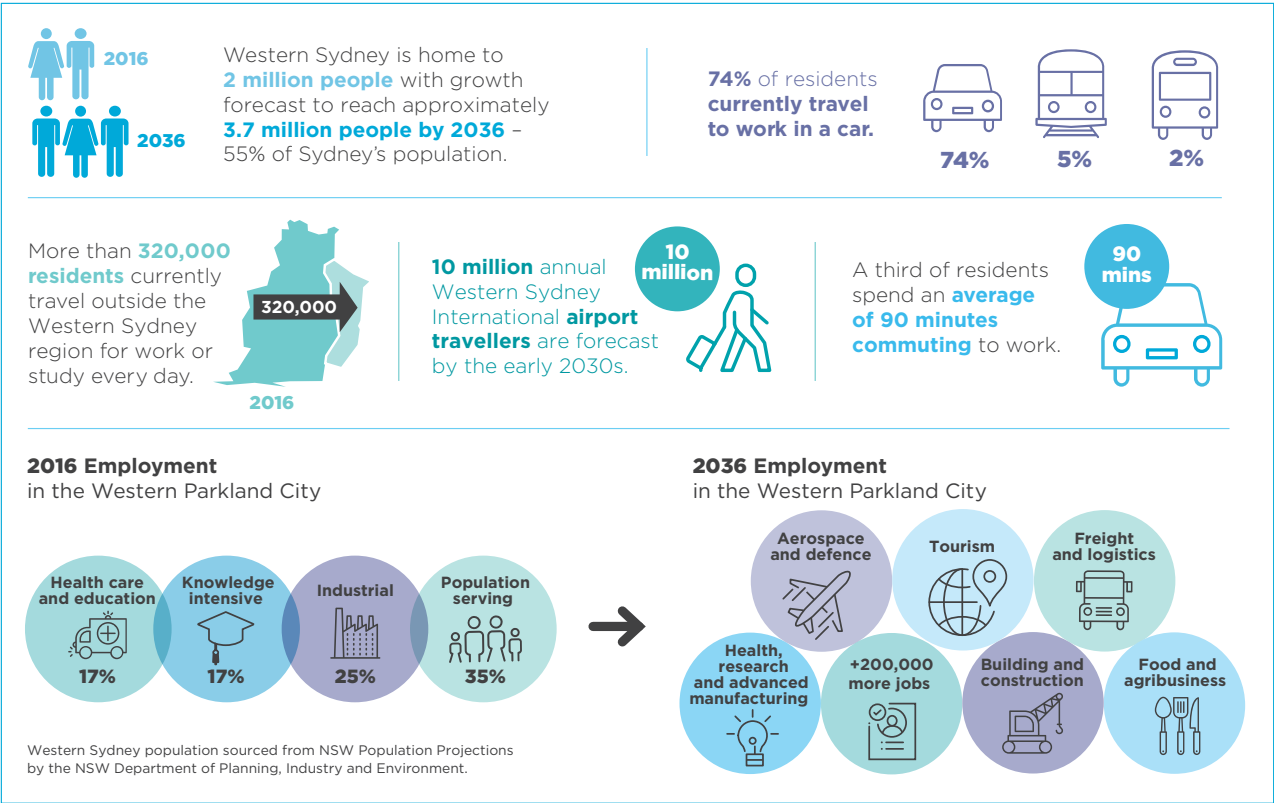 2016
2036
Western Sydney is home to
2 million people with growth
forecast to reach approximately
3.7 million people by 2036 –
55% of Sydney’s population.
74% of residents
currently travel
to work in a car.
74%
5%
2%
More than 320,000
residents currently
travel outside the
Western Sydney
region for work or
study every day.
320,000
2016
10 million annual
Western Sydney
International airport
travellers are forecast
by the early 2030s.
10
million
A third of residents
spend an average
of 90 minutes
commuting to work.
90
mins
2016 Employment
in the Western Parkland City
Health care
and education
17%
Knowledge
intensive
17%
Industrial
25%
Population
serving
35%
2036 Employment
in the Western Parkland City
Aerospace
and defence
Tourism
Freight
and logistics
Health,
research
and advanced
manufacturing
+200,000
more jobs
Building and
construction
Food and
agribusiness
Western Sydney population sourced from NSW Population Projections
by the NSW Department of Planning, Industry and Environment.